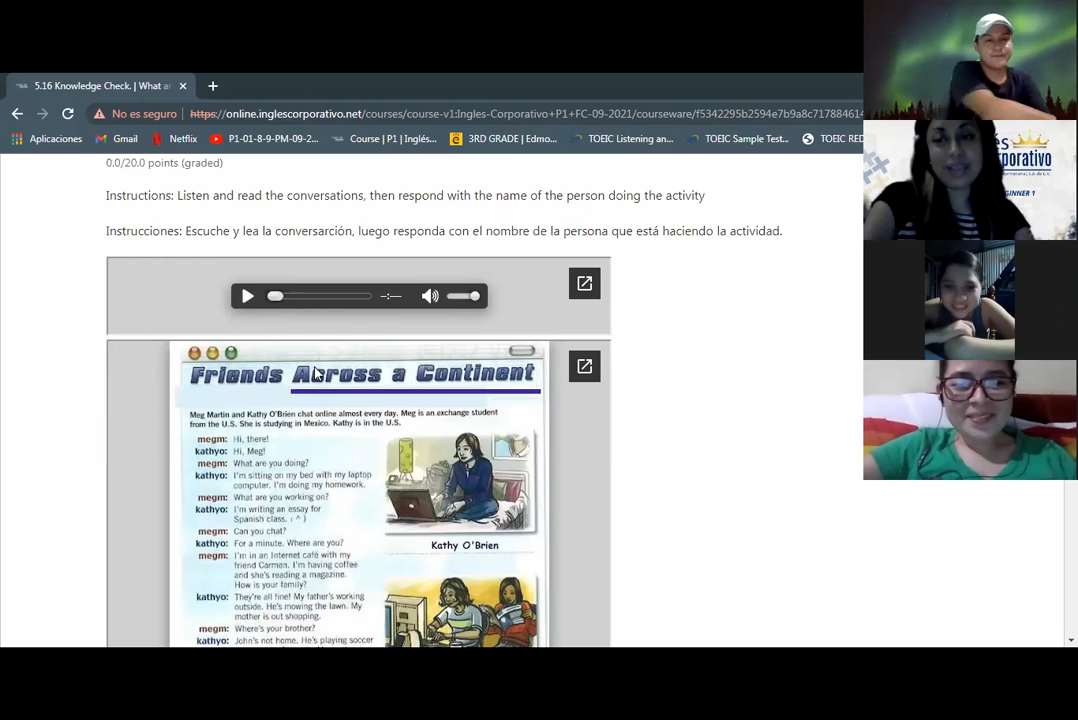 5.16 Knowledge Check. | What a
No es seguro
https://online.inglescorporativo.net/courses/course-v1:Ingles-Corporativo+P1+FC-09-2021/courseware/f5342295b2594e7b9a8c717884614
Aplicaciones
Gmail
Netflix
P1-01-8-9-PM-09-2...
Course | P1 | Inglés...
3RD GRADE | Edmo...
TOEIC Listening an...
TOEIC Sample Test...
TOEIC RED
0.0/20.0 points (graded)
Instructions: Listen and read the conversations, then respond with the name of the person doing the activity
Instrucciones: Escuche y lea la conversarción, luego responda con el nombre de la persona que está haciendo la actividad.
-:--
Friends Across a Continent
Meg Martin and Kathy O'Brien chat online almost every day. Meg is an exchange student
from the U.S. She is studying in Mexico. Kathy is in the U.S.
megm: Hi, there!
kathyo: Hi, Meg!
megm: What are you doing?
kathyo: I'm sitting on my bed with my laptop
computer. I'm doing my homework.
megm: What are you working on?
kathyo: I'm writing an essay for
Spanish class. : ^ )
megm: Can you chat?
kathyo: For a minute. Where are you?
megm: I'm in an Internet café with my
friend Carmen. I'm having coffee
and she's reading a magazine.
How is your family?
kathyo: They're all fine! My father's working
outside. He's mowing the lawn. My
mother is out shopping.
megm: Where's your brother?
kathyo: John's not home. He's playing soccer
Kathy O'Brien
és
orporativo
GINNER 1